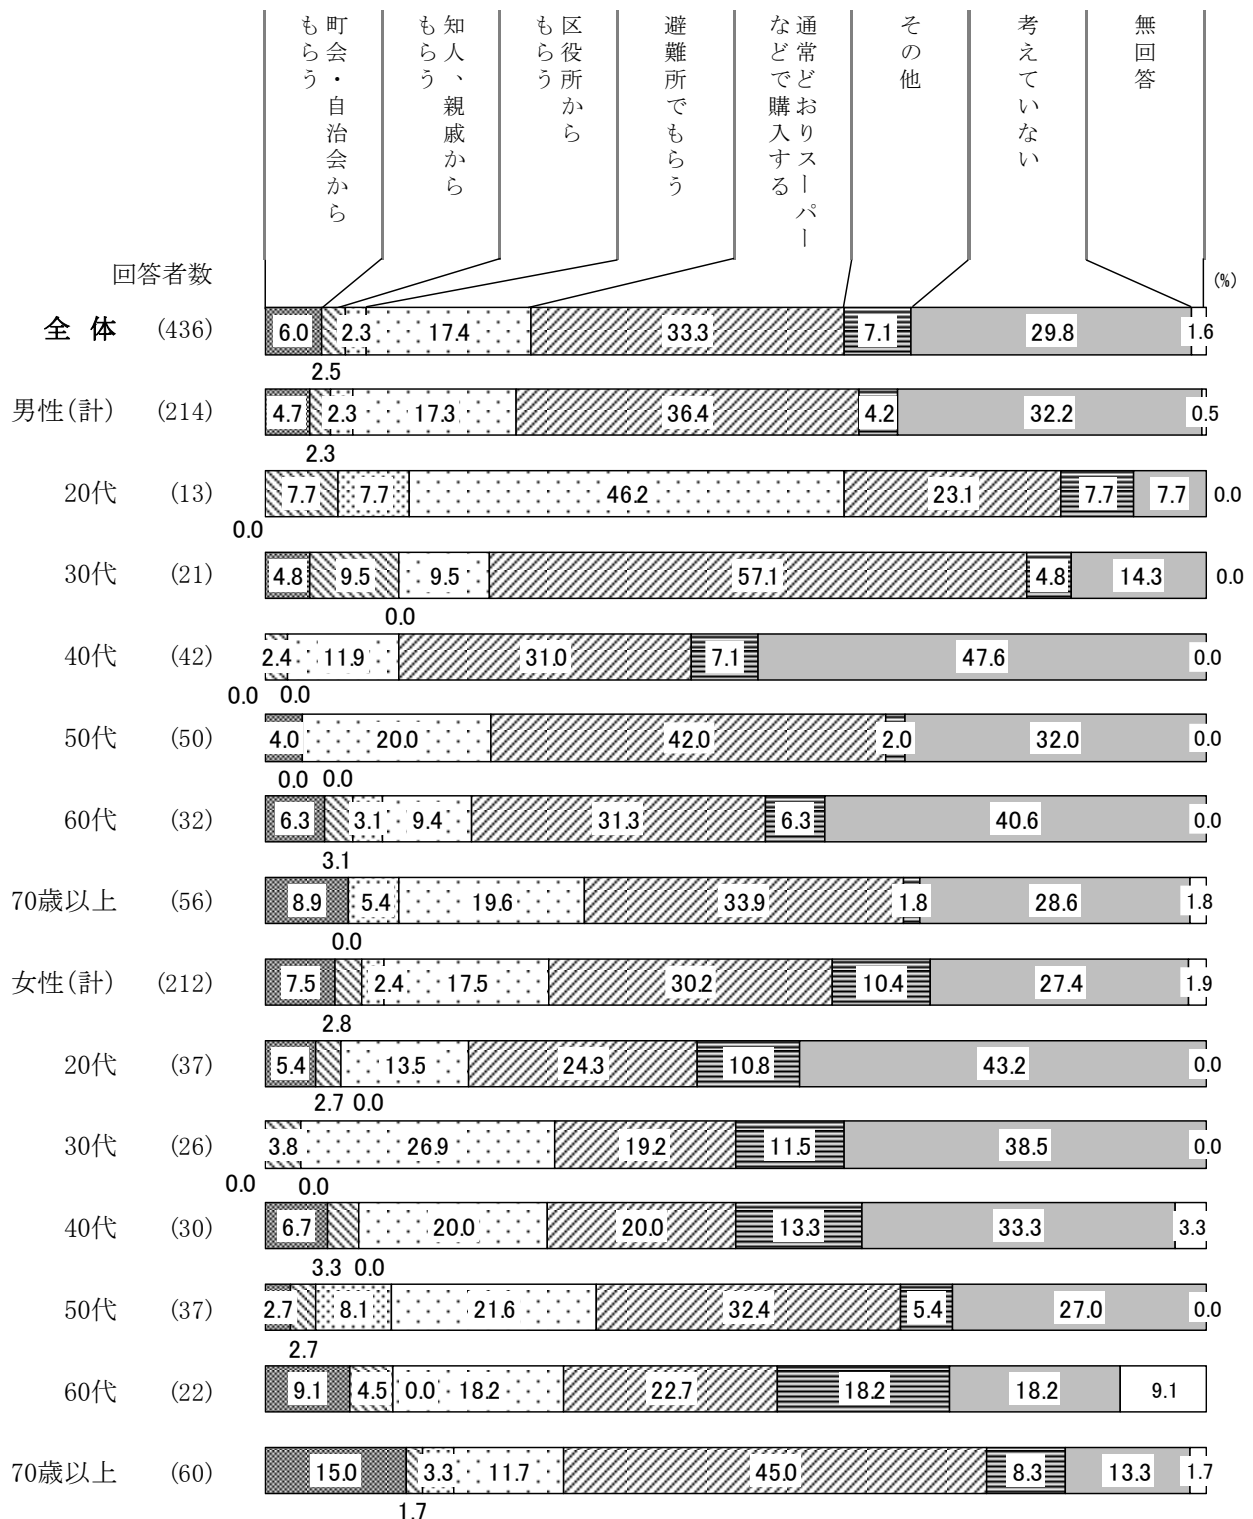 町会・自治会から
もらう
知人、親戚から
もらう
区役所から
もらう
避難所でもらう
通常どおりスーパー
などで購入する
その他
考えていない
無回答
回答者数
(%)
全 体 (436) 6.0 2.3 17.4 33.3 7.1 29.8 1.6
2.5
男性(計) (214) 4.7 2.3 17.3 36.4 4.2 32.2 0.5
2.3
20代 (13) 7.7 7.7 46.2 23.1 7.7 7.7 0.0
0.0
30代 (21) 4.8 9.5 9.5 57.1 4.8 14.3 0.0
0.0
40代 (42) 2.4 11.9 31.0 7.1 47.6 0.0
0.0 0.0
50代 (50) 4.0 20.0 42.0 2.0 32.0 0.0
0.0 0.0
60代 (32) 6.3 3.1 9.4 31.3 6.3 40.6 0.0
3.1
70歳以上 (56) 8.9 5.4 19.6 33.9 1.8 28.6 1.8
0.0
女性(計) (212) 7.5 2.4 17.5 30.2 10.4 27.4 1.9
2.8
20代 (37) 5.4 13.5 24.3 10.8 43.2 0.0
2.7 0.0
30代 (26) 3.8 26.9 19.2 11.5 38.5 0.0
0.0 0.0
40代 (30) 6.7 20.0 20.0 13.3 33.3 3.3
3.3 0.0
50代 (37) 2.7 8.1 21.6 32.4 5.4 27.0 0.0
2.7
60代 (22) 9.1 4.5 0.0 18.2 22.7 18.2 18.2 9.1
70歳以上 (60) 15.0 3.3 11.7 45.0 8.3 13.3 1.7
1.7